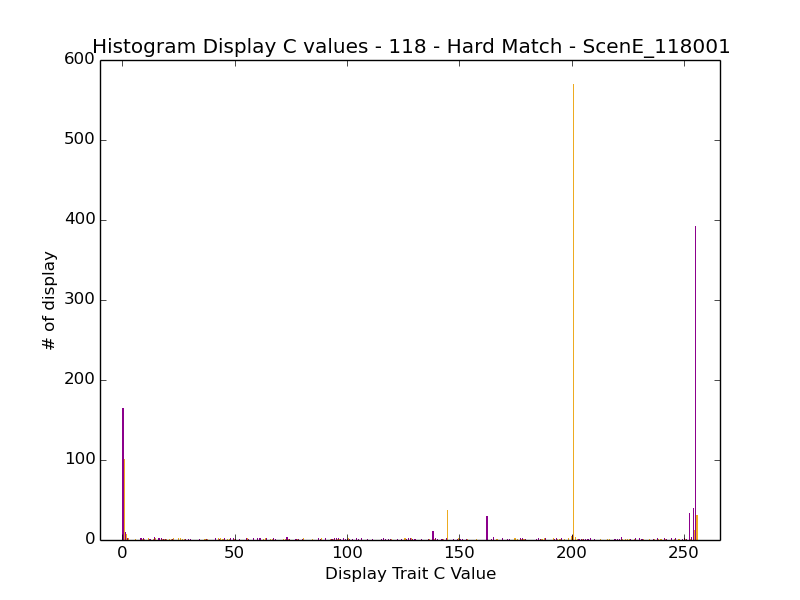 Histogram Display C values - 118 - Hard Match - ScenE_118001
600
500
400
300
200
100
0
# of display
0 50 100 150 200 250
Display Trait C Value